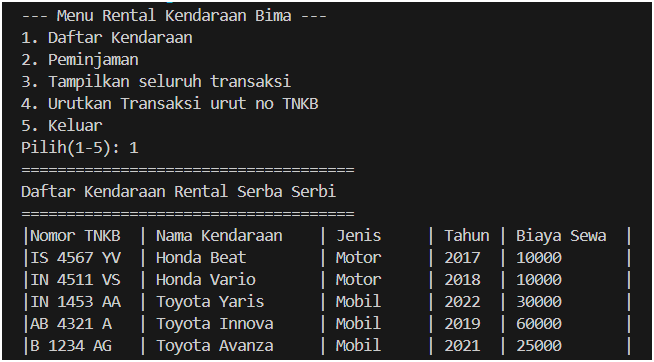 --- Menu Rental Kendaraan Bima ---
1. Daftar Kendaraan
2. Peminjaman
3. Tampilkan seluruh transaksi
4. Urutkan Transaksi urut no TNKB
5. Keluar
Pilih(1-5): 1
=====================================
Daftar Kendaraan Rental Serba Serbi
=====================================
|Nomor TNKB  | Nama Kendaraan    | Jenis     | Tahun | Biaya Sewa  |
|IS 4567 YV  | Honda Beat        | Motor     | 2017  | 10000       |
|IN 4511 VS  | Honda Vario       | Motor     | 2018  | 10000       |
|IN 1453 AA  | Toyota Yaris      | Mobil     | 2022  | 30000       |
|AB 4321 A   | Toyota Innova     | Mobil     | 2019  | 60000       |
|B 1234 AG   | Toyota Avanza     | Mobil     | 2021  | 25000       |